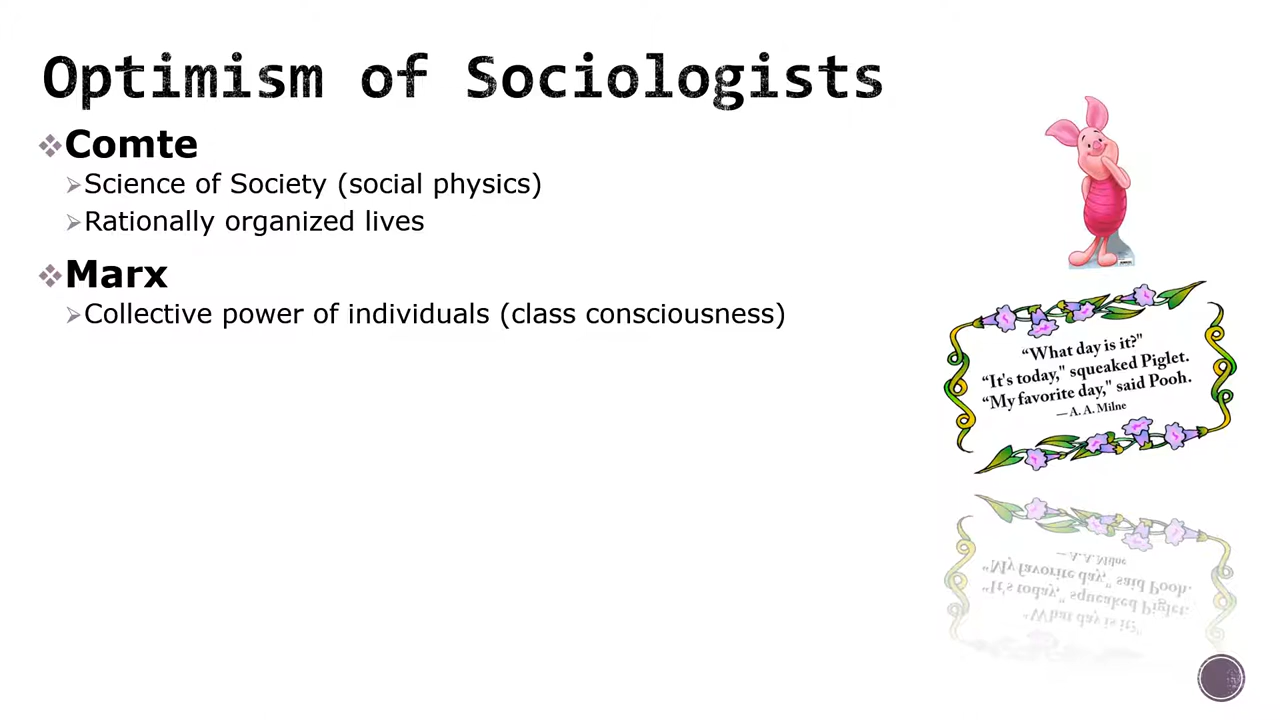 Optimism of Sociologists
Comte
Science of Society (social physics)
Rationally organized lives
Marx
Collective power of individuals (class consciousness)
“What day is it?"
“It's today," squeaked Piglet.
“My favorite day," said Pooh.
—A. A. Milne